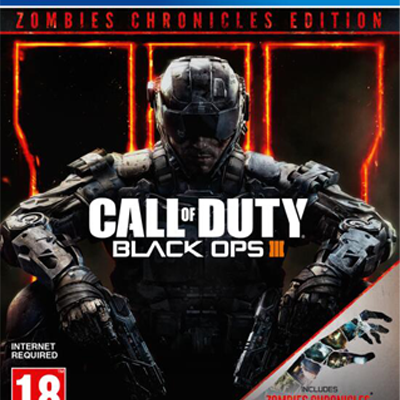 ZOMBIES CHRONICLES EDITION
CALL OF DUTY
BLACK OPS III
INTERNET
REQUIRED
18
INCLUDES
ZOMBIES CHRONICLES